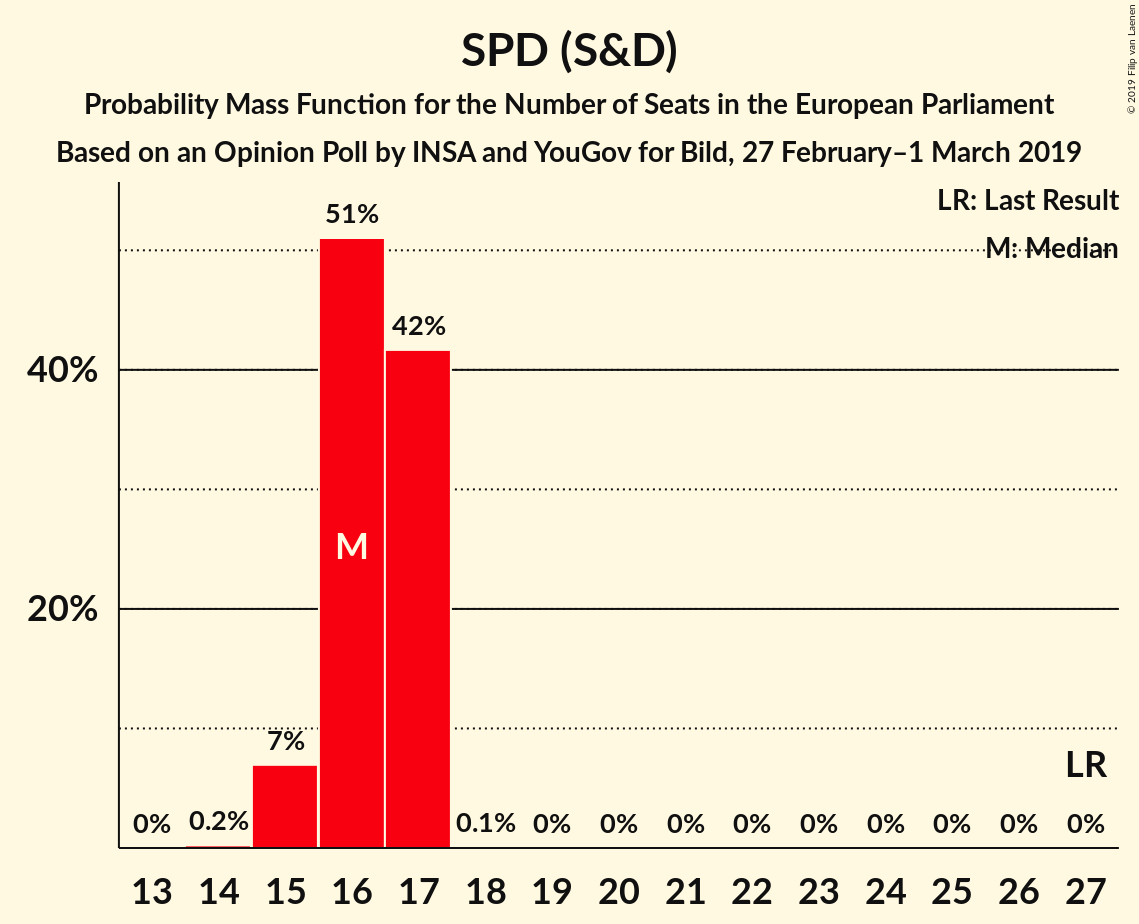 SPD (S&D)
Probability Mass Function for the Number of Seats in the European Parliament
Based on an Opinion Poll by INSA and YouGov for Bild, 27 February–1 March 2019
© 2019 Filip van Laenen
LR: Last Result
M: Median
51%
42%
40%
M
20%
7%
LR
0% 0.2% 0.1% 0% 0% 0% 0% 0% 0% 0% 0% 0%
13 14 15 16 17 18 19 20 21 22 23 24 25 26 27